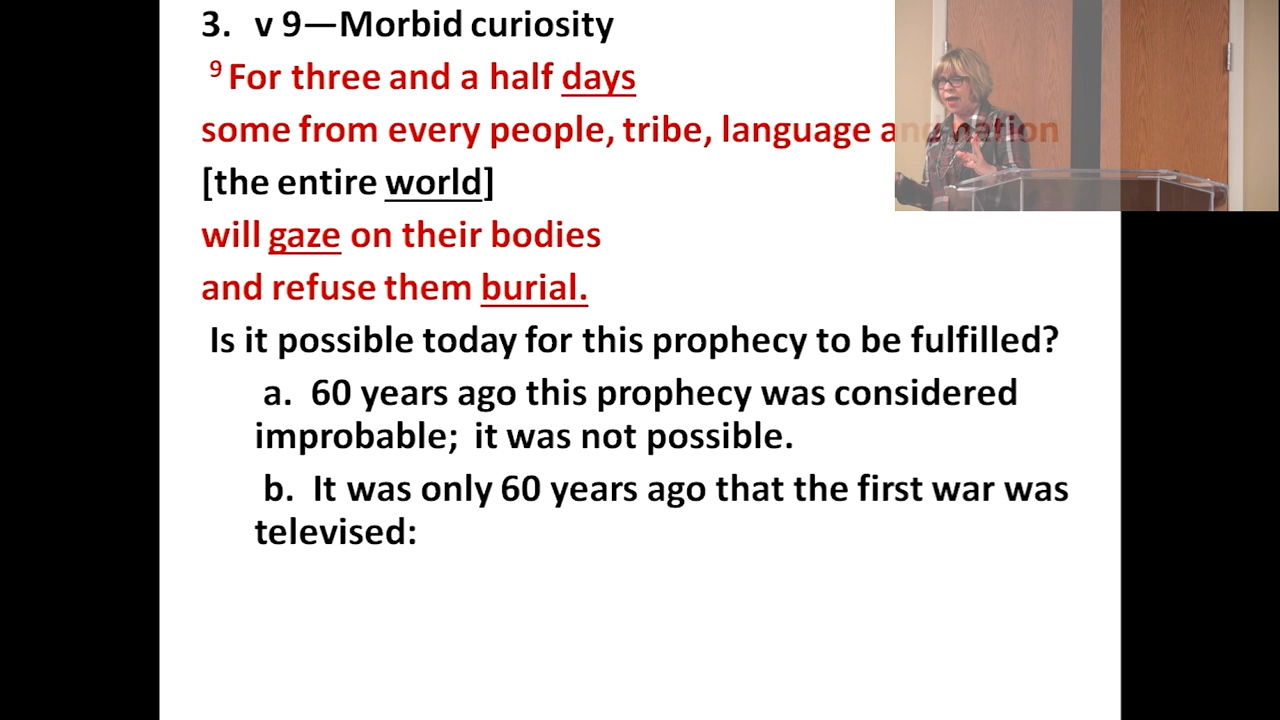 3. v 9—Morbid curiosity
9 For three and a half days
some from every people, tribe, language and nation
[the entire world]
will gaze on their bodies
and refuse them burial.
Is it possible today for this prophecy to be fulfilled?
a. 60 years ago this prophecy was considered
improbable; it was not possible.
b. It was only 60 years ago that the first war was
televised: